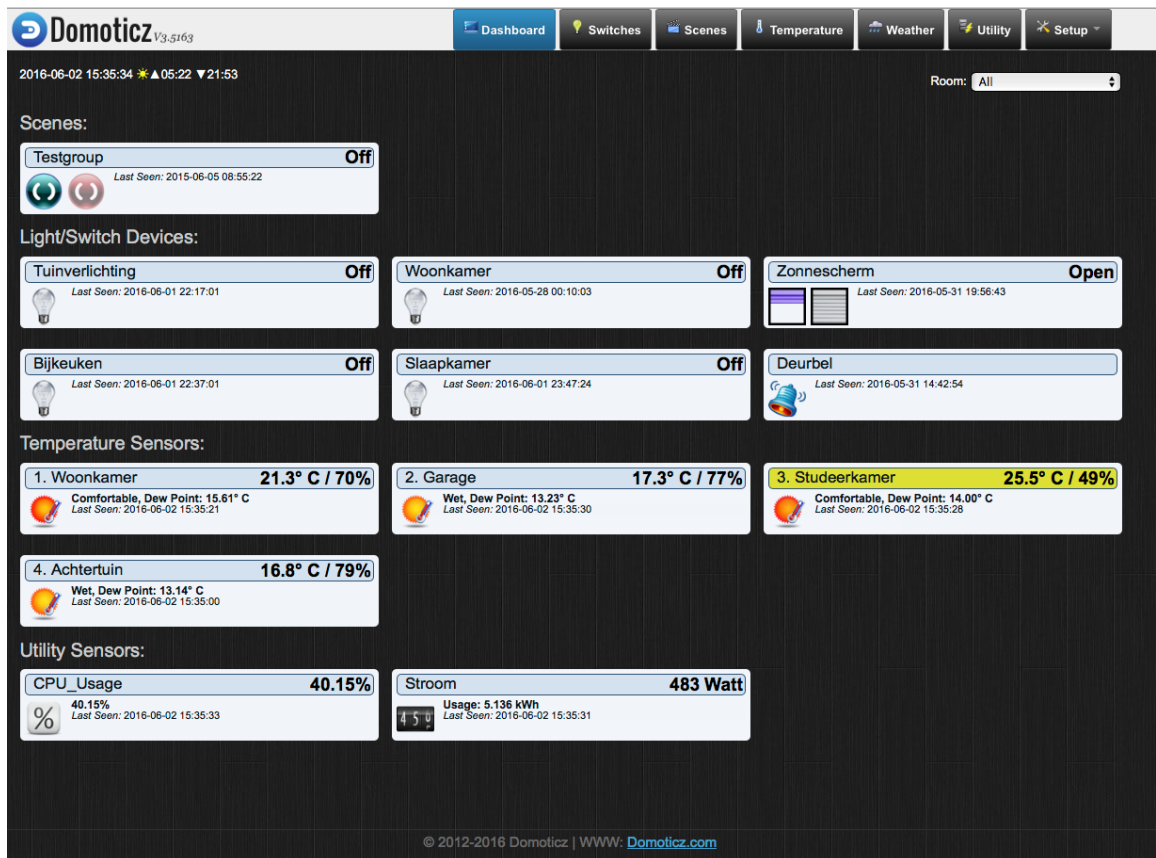 Domoticz V3.5163
Dashboard Switches Scenes Temperature Weather Utility Setup
2016-06-02 15:35:34 ▲05:22 ▼21:53
Room: All
Scenes:
Testgroup Off
Last Seen: 2015-06-05 08:55:22
Light/Switch Devices:
Tuinverlichting Off
Last Seen: 2016-06-01 22:17:01
Woonkamer Off
Last Seen: 2016-05-28 00:10:03
Zonnescherm Open
Last Seen: 2016-05-31 19:56:43
Bijkeuken Off
Last Seen: 2016-06-01 22:37:01
Slaapkamer Off
Last Seen: 2016-06-01 23:47:24
Deurbel
Last Seen: 2016-05-31 14:42:54
Temperature Sensors:
1. Woonkamer 21.3° C / 70%
Comfortable, Dew Point: 15.61° C
Last Seen: 2016-06-02 15:35:21
2. Garage 17.3° C / 77%
Wet, Dew Point: 13.23° C
Last Seen: 2016-06-02 15:35:30
3. Studeerkamer 25.5° C / 49%
Comfortable, Dew Point: 14.00° C
Last Seen: 2016-06-02 15:35:28
4. Achtertuin 16.8° C / 79%
Wet, Dew Point: 13.14° C
Last Seen: 2016-06-02 15:35:00
Utility Sensors:
CPU_Usage 40.15%
%
40.15%
Last Seen: 2016-06-02 15:35:33
Stroom 483 Watt
Usage: 5.136 kWh
Last Seen: 2016-06-02 15:35:31
© 2012-2016 Domoticz | WWW: Domoticz.com